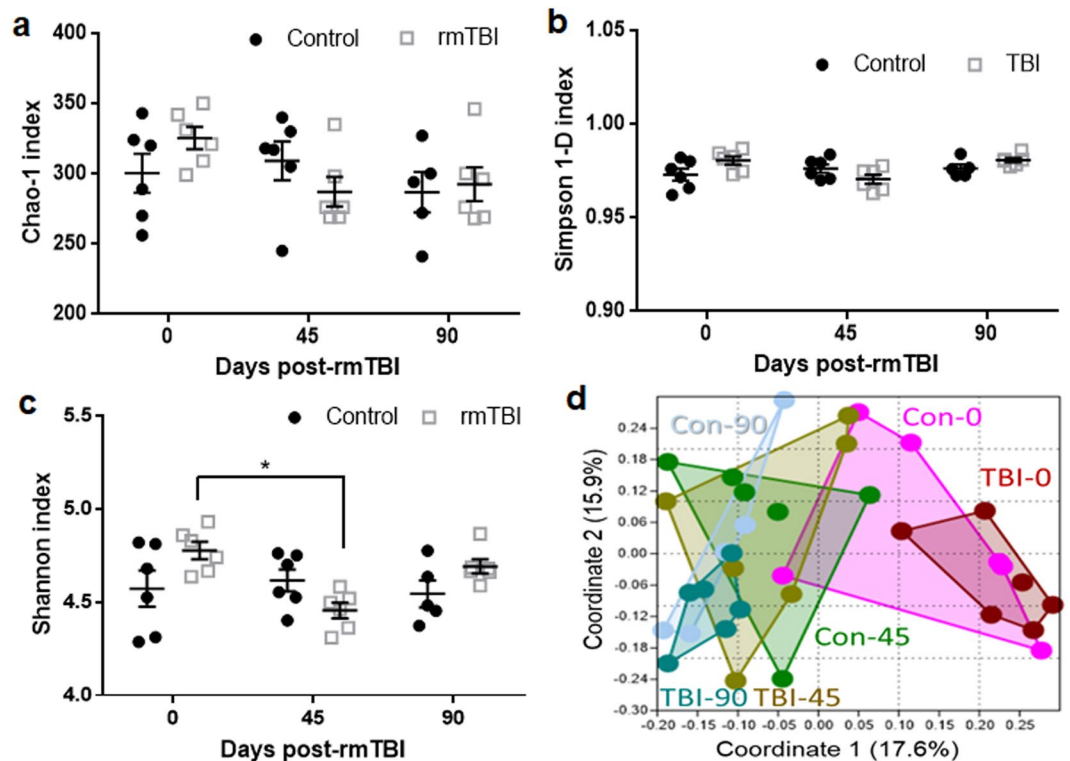 a
400
350
300
250
200
Chao-1 index
Control
rmTBI
0
45
90
Days post-rmTBI
b
1.05
1.00
0.95
0.90
Simpson 1-D index
Control
TBI
0
45
90
Days post-rmTBI
c
5.5
5.0
4.5
4.0
Shannon index
Control
rmTBI
*
0
45
90
Days post-rmTBI
d
0.24
0.18
0.12
0.06
0.00
-0.06
-0.12
-0.18
-0.24
-0.30
Coordinate 2 (15.9%)
Con-90
Con-0
TBI-0
Con-45
TBI-90
TBI-45
-0.20
-0.15
-0.10
-0.05
0.00
0.05
0.10
0.15
0.20
0.25
Coordinate 1 (17.6%)